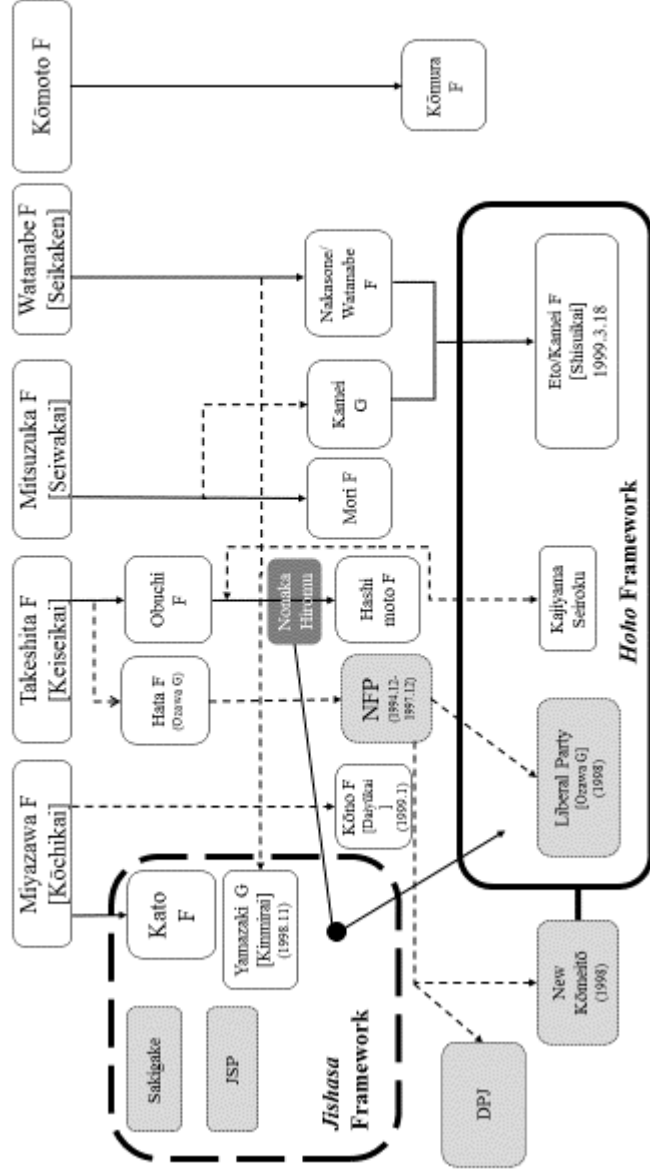 Miyazawa F
[Kōchikai]
Takeshita F
[Keiseikai]
Mitsuzuka F
[Seiwakai]
Watanabe F
[Seikaken]
Kōmoto F
Sakigake
Kato
F
Hata F
(Ozawa G)
Obuchi
F
JSP
Yamazaki G
[Kinmirai]
(1998.11)
Nonaka
Hiromu
Jishasa
Framework
Kōno F
[Daiyūkai
]
(1999.1)
NFP
(1994.12-
1997.12)
Hashi
moto F
Mori F
Kamei
G
Nakasone/
Watanabe
F
Kōmura
F
DPJ
New
Kōmeitō
(1998)
Liberal Party
[Ozawa G]
(1998)
Kajiyama
Seiroku
Eto/Kamei F
[Shisuikai]
1999.3.18
Hoho Framework